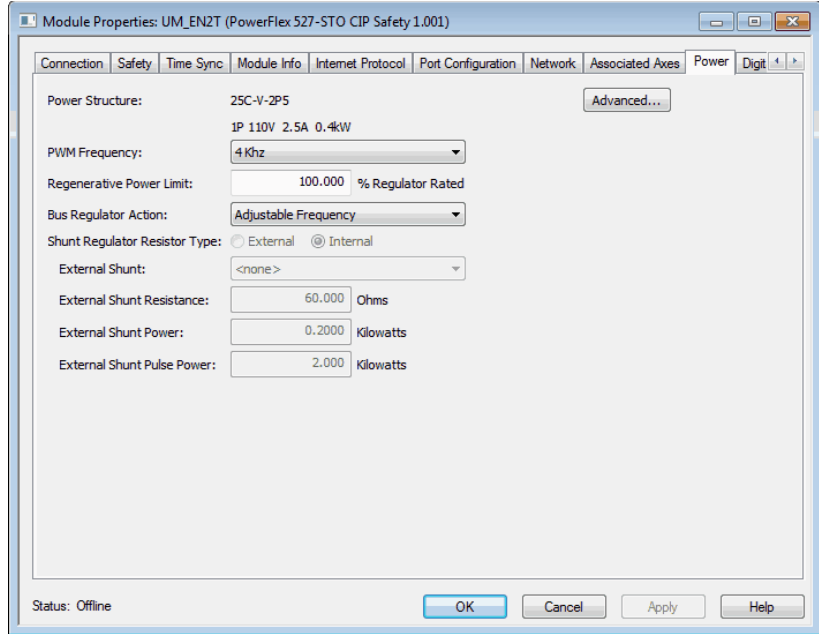 Module Properties: UM_EN2T (PowerFlex 527-STO CIP Safety 1.001)
Connection Safety Time Sync Module Info Internet Protocol Port Configuration Network Associated Axes Power Digit
Power Structure: 25C-V-2P5 Advanced...
1P 110V 2.5A 0.4kW
PWM Frequency: 4 Khz
Regenerative Power Limit: 100.000 % Regulator Rated
Bus Regulator Action: Adjustable Frequency
Shunt Regulator Resistor Type: External Internal
External Shunt: <none>
External Shunt Resistance: 60.000 Ohms
External Shunt Power: 0.2000 Kilowatts
External Shunt Pulse Power: 2.000 Kilowatts
Status: Offline OK Cancel Apply Help